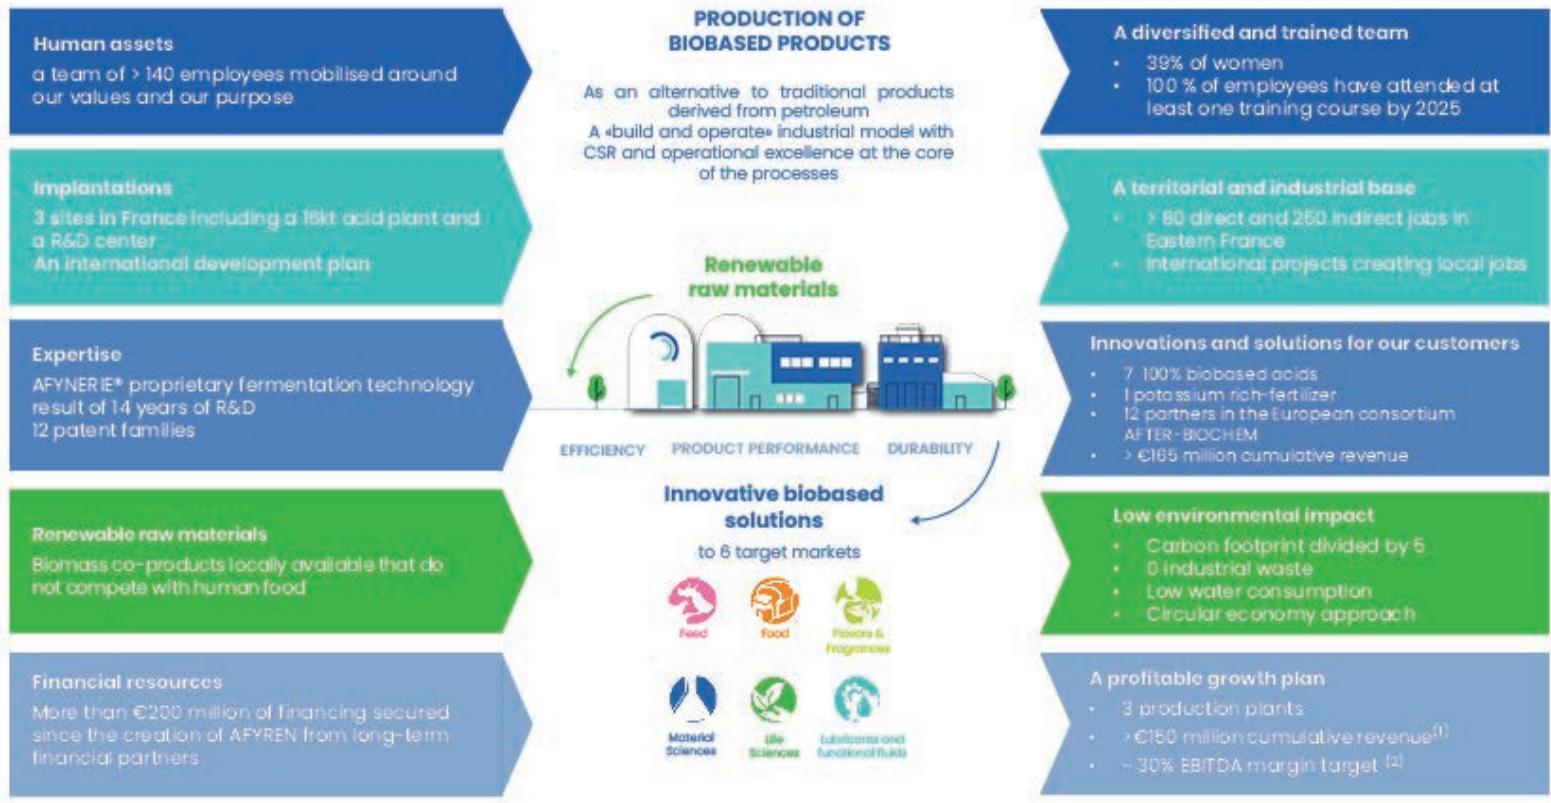 Human assets
a team of > 140 employees mobilised around
our values and our purpose
Implantations
3 sites in France including a 16kt acid plant and
a R&D center
An international development plan
Expertise
AFYNERIE® proprietary fermentation technology
result of 14 years of R&D
12 patent families
Renewable raw materials
Biomass co-products locally available that do
not compete with human food
Financial resources
More than €200 million of financing secured
since the creation of AFYREN from long-term
financial partners
PRODUCTION OF
BIOBASED PRODUCTS
As an alternative to traditional products
derived from petroleum
A «build and operate» industrial model with
CSR and operational excellence at the core
of the processes
Renewable
raw materials
EFFICIENCY PRODUCT PERFORMANCE DURABILITY
Innovative biobased
solutions
to 6 target markets
Feed
Food
Flavors &
Fragrances
Material
Sciences
Life
Sciences
Lubricants and
functional fluids
A diversified and trained team
• 39% of women
• 100 % of employees have attended at
least one training course by 2025
A territorial and industrial base
• > 80 direct and 250 indirect jobs in
Eastern France
• International projects creating local jobs
Innovations and solutions for our customers
• 7 100% biobased acids
• 1 potassium rich-fertilizer
• 12 partners in the European consortium
AFTER-BIOCHEM
• > €165 million cumulative revenue
Low environmental impact
• Carbon footprint divided by 5
• 0 industrial waste
• Low water consumption
• Circular economy approach
A profitable growth plan
• 3 production plants
• > €150 million cumulative revenue(1)
• ~ 30% EBITDA margin target (2)